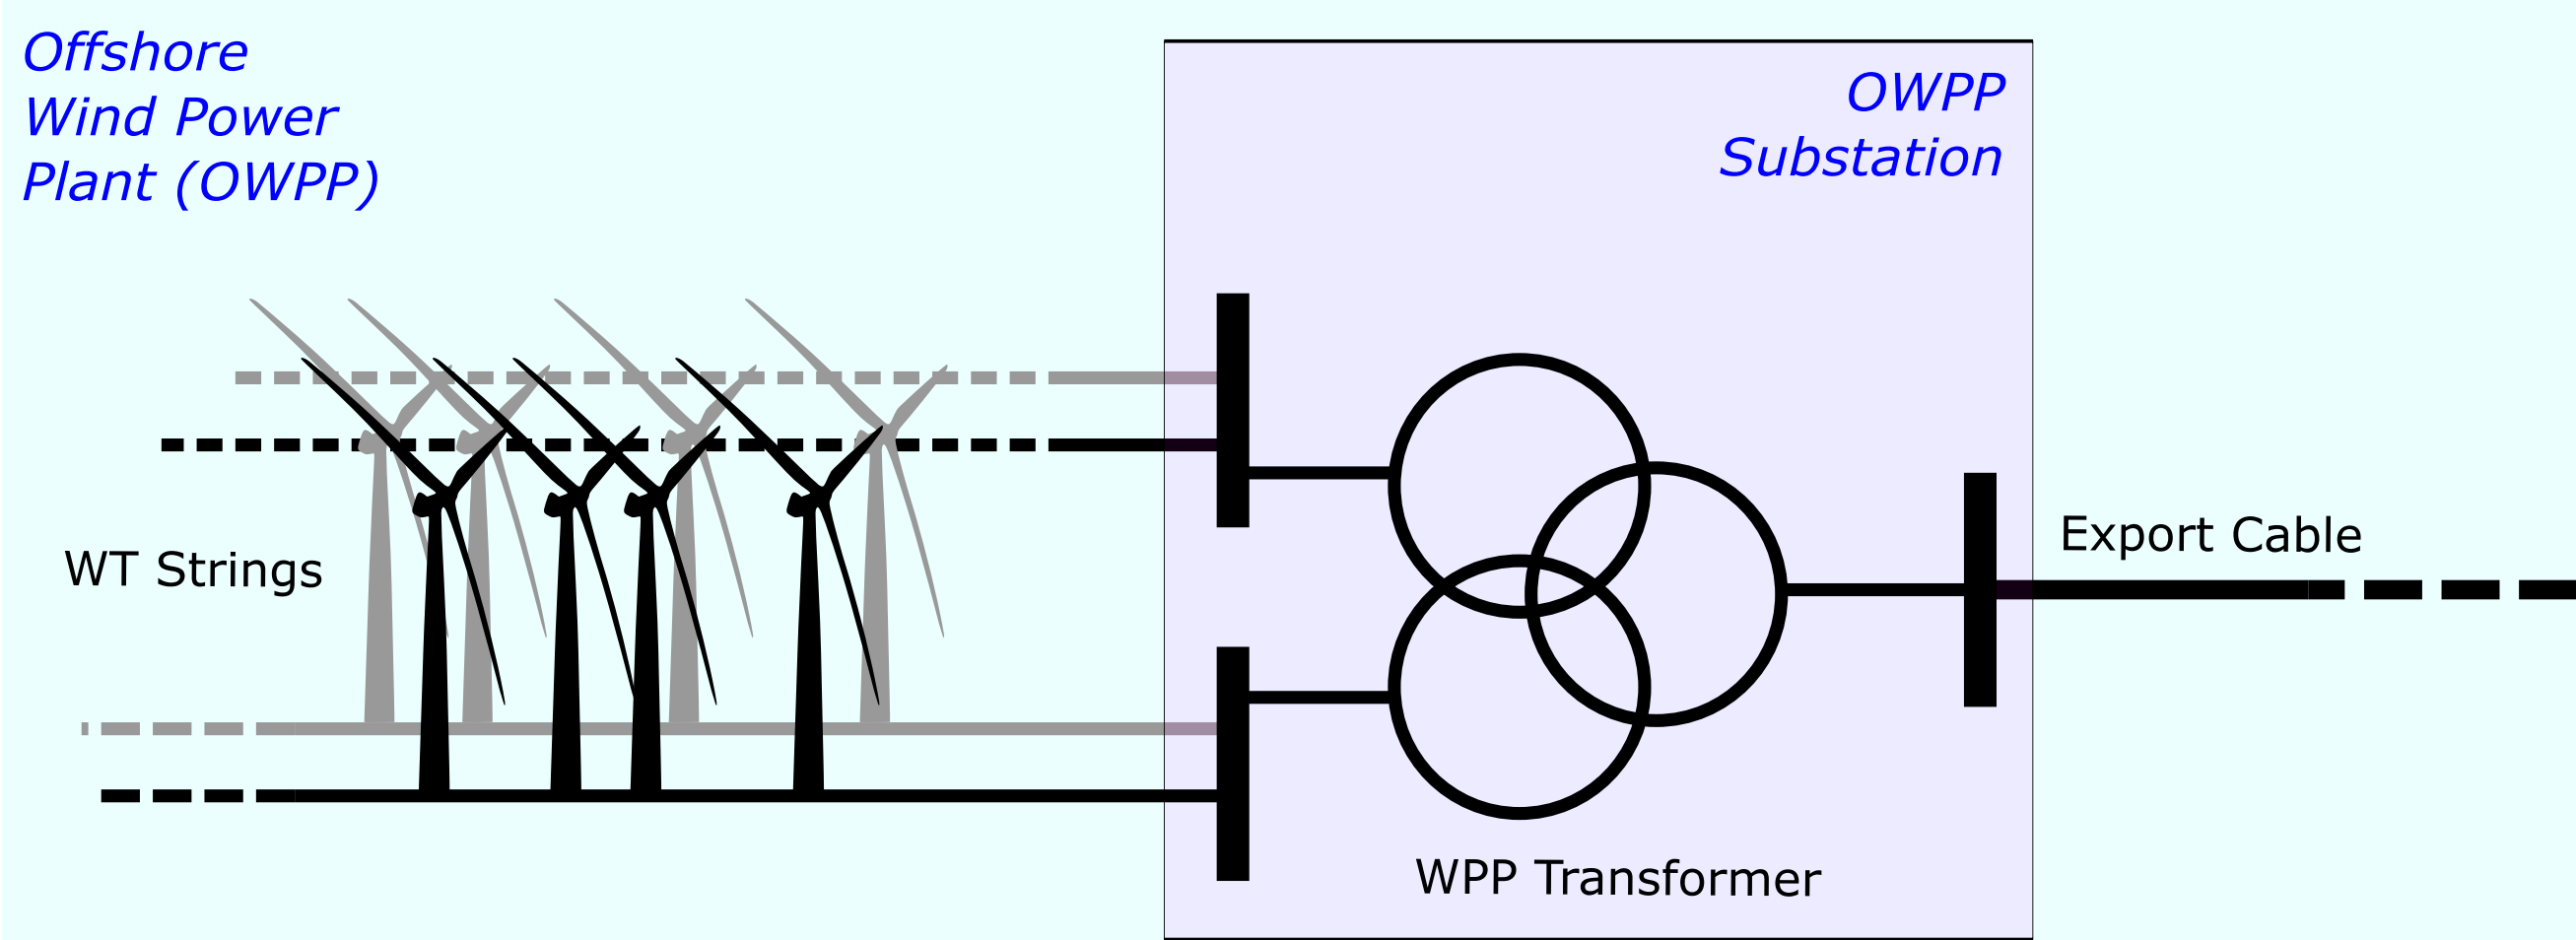 Offshore
Wind Power
Plant (OWPP)
OWPP
Substation
WT Strings
Export Cable
WPP Transformer